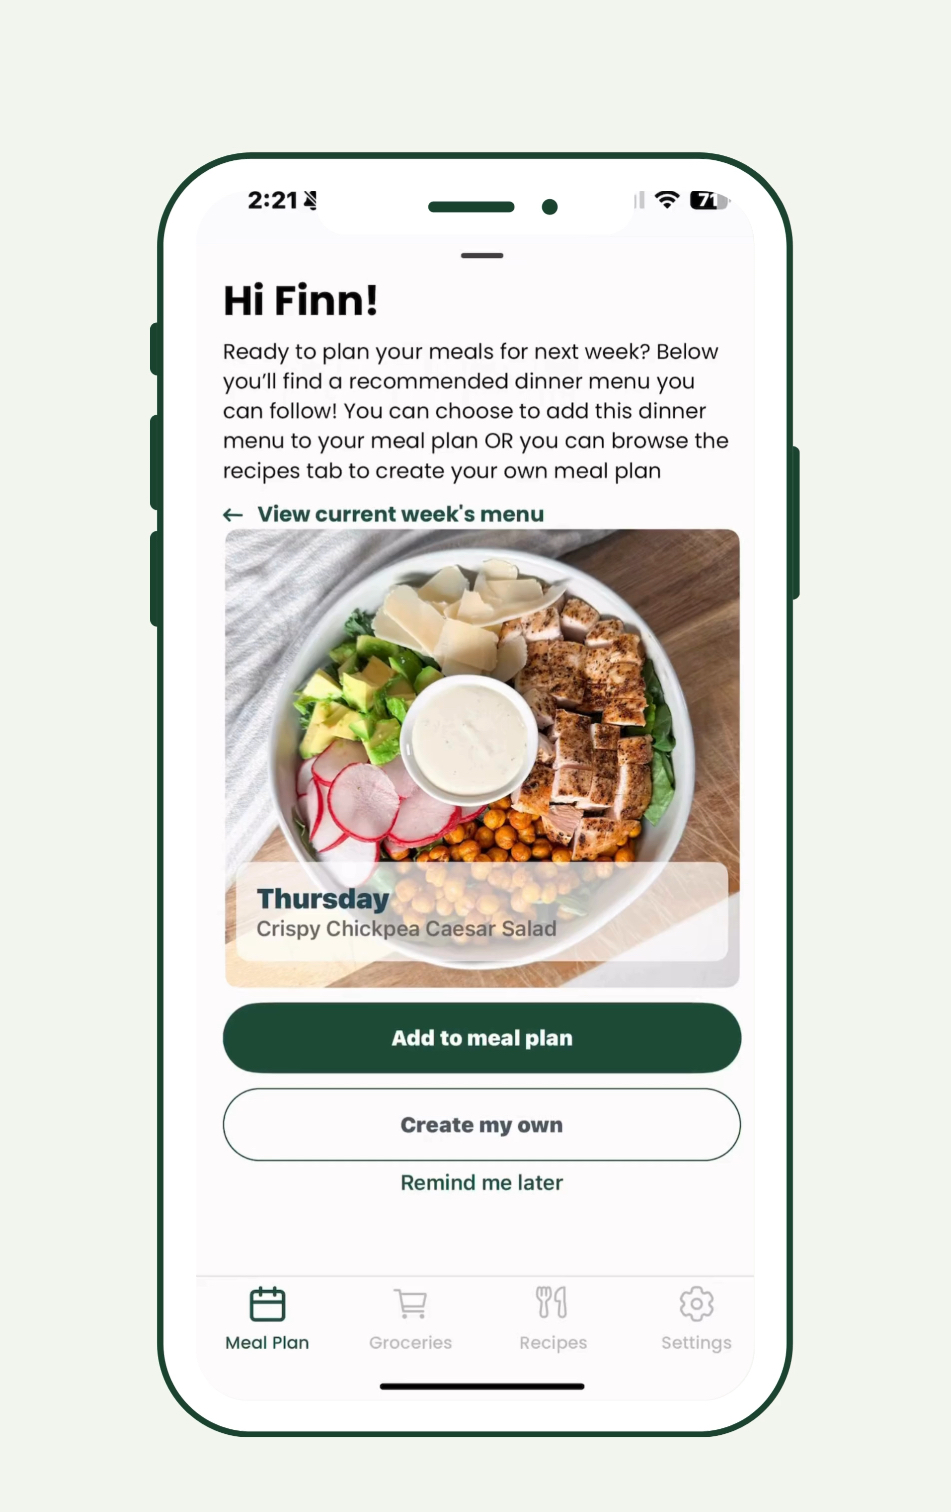 2:21
71
Hi Finn!
Ready to plan your meals for next week? Below
you'll find a recommended dinner menu you
can follow! You can choose to add this dinner
menu to your meal plan OR you can browse the
recipes tab to create your own meal plan
← View current week's menu
Thursday
Crispy Chickpea Caesar Salad
Add to meal plan
Create my own
Remind me later
Meal Plan
Groceries
Recipes
Settings